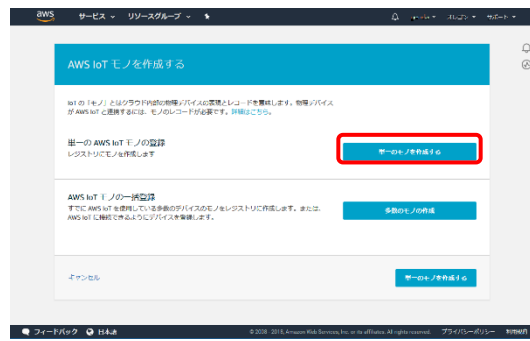 aws サービス リソースグループ サポート
AWS IoT モノを作成する
IoT の「モノ」とはクラウド内部の物理デバイスの表現とレコードを意味します。物理デバイス
が AWS IoT と連携するには、モノのレコードが必要です。詳細はこちら。
単一の AWS IoT モノの登録
レジストリにモノを作成します
単一のモノを作成する
AWS IoT モノの一括登録
すでに AWS IoT を使用している多数のデバイスのモノをレジストリに作成します。または、
AWS IoT に接続できるようにデバイスを登録します。
多数のモノの作成
キャンセル
単一のモノを作成する
フィードバック 日本語
Amazon Web Services, Inc. or its affiliates. All rights reserved. プライバシーポリシー 利用規約